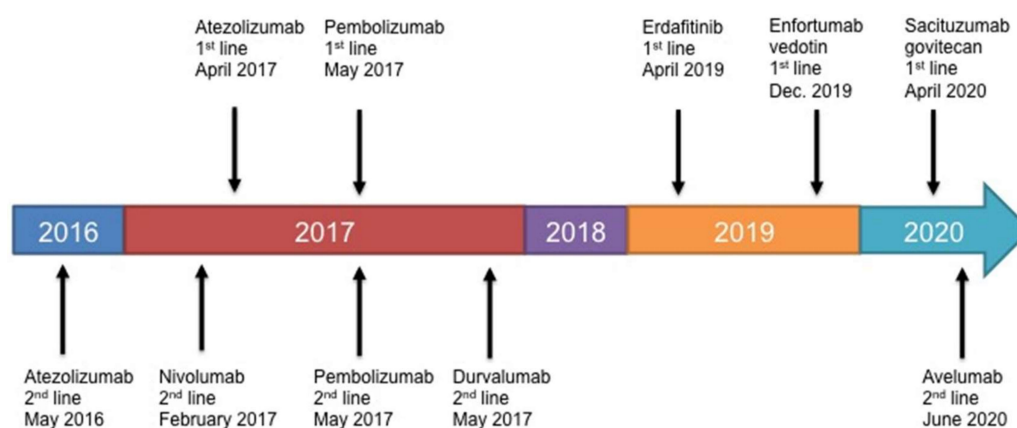 Atezolizumab
1st line
April 2017
Pembolizumab
1st line
May 2017
Erdafitinib
1st line
April 2019
Enfortumab
vedotin
1st line
Dec. 2019
Sacituzumab
govitecan
1st line
April 2020
2016
2017
2018
2019
2020
Atezolizumab
2nd line
May 2016
Nivolumab
2nd line
February 2017
Pembolizumab
2nd line
May 2017
Durvalumab
2nd line
May 2017
Avelumab
2nd line
June 2020